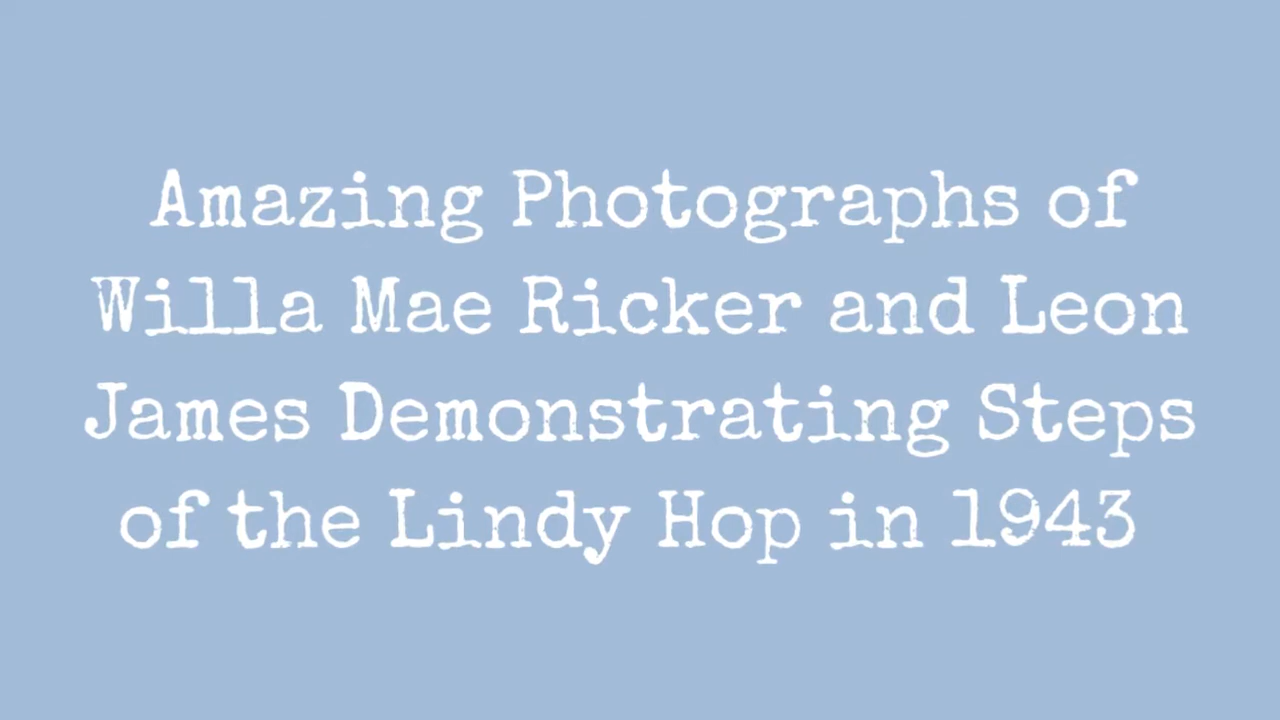 Amazing Photographs of
Willa Mae Ricker and Leon
James Demonstrating Steps
of the Lindy Hop in 1943